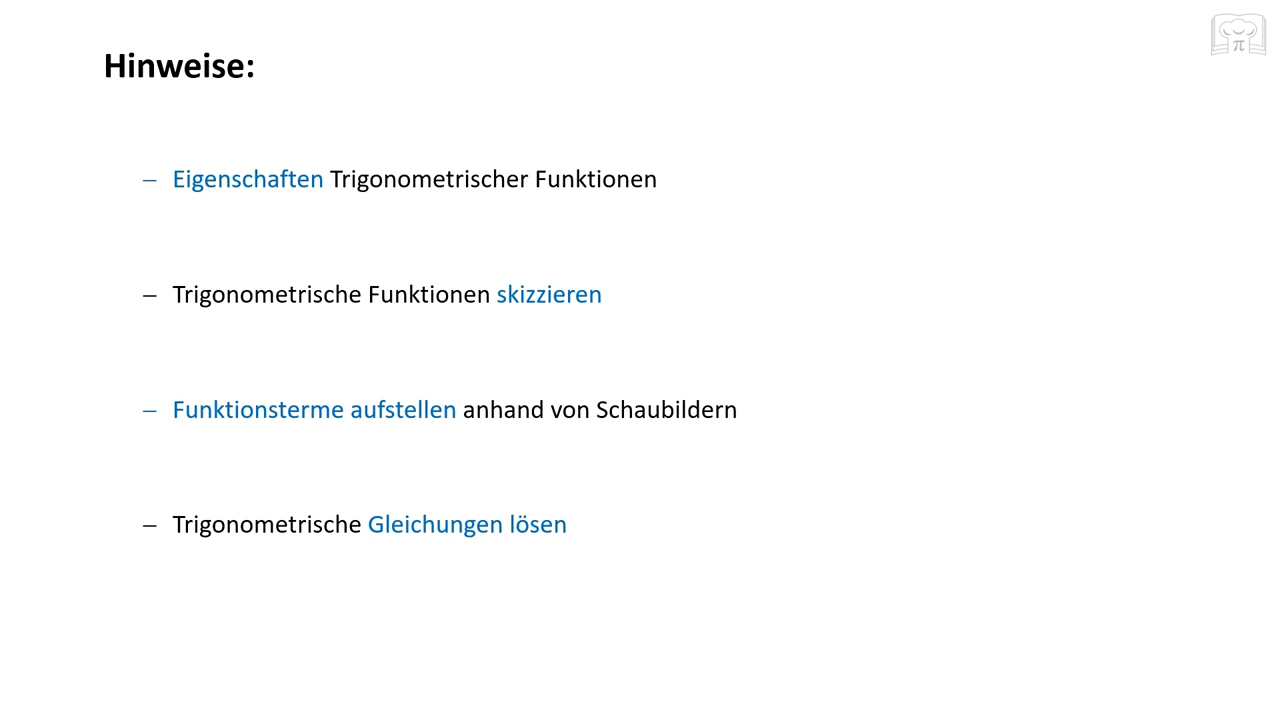 Hinweise:
– Eigenschaften Trigonometrischer Funktionen
– Trigonometrische Funktionen skizzieren
– Funktionsterme aufstellen anhand von Schaubildern
– Trigonometrische Gleichungen lösen
π